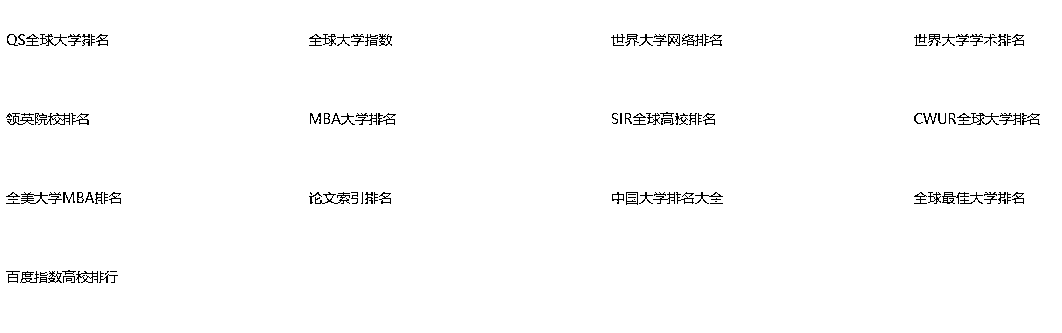 QS全球大学排名 全球大学指数 世界大学网络排名 世界大学学术排名
领英院校排名 MBA大学排名 SIR全球高校排名 CWUR全球大学排名
全美大学MBA排名 论文索引排名 中国大学排名大全 全球最佳大学排名
百度指数高校排行